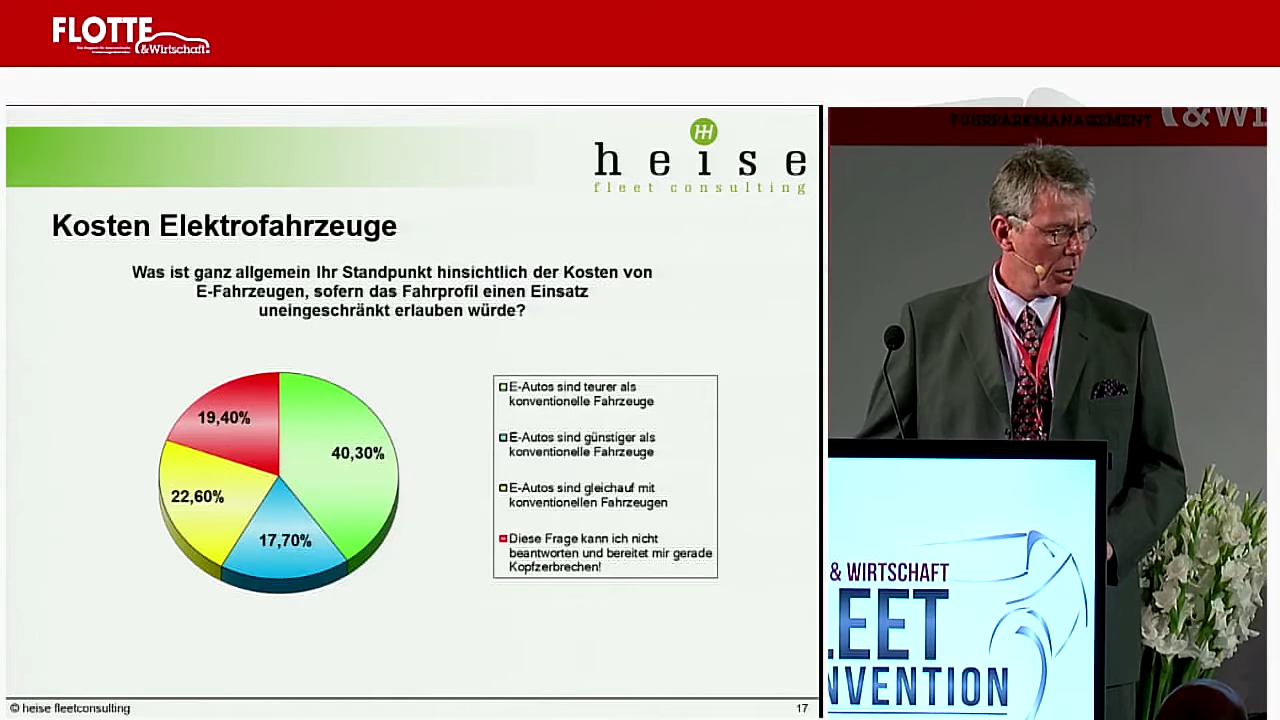 FLOTTE
&Wirtschaft
FUHRPARKMANAGEMENT
&WI
heise
fleet consulting
Kosten Elektrofahrzeuge
Was ist ganz allgemein Ihr Standpunkt hinsichtlich der Kosten von
E-Fahrzeugen, sofern das Fahrprofil einen Einsatz
uneingeschränkt erlauben würde?
19,40%
40,30%
22,60%
17,70%
E-Autos sind teurer als
konventionelle Fahrzeuge
E-Autos sind günstiger als
konventionelle Fahrzeuge
E-Autos sind gleichauf mit
konventionellen Fahrzeugen
Diese Frage kann ich nicht
beantworten und bereitet mir gerade
Kopfzerbrechen!
© heise fleetconsulting
17
& WIRTSCHAFT
LEET
NVENTION